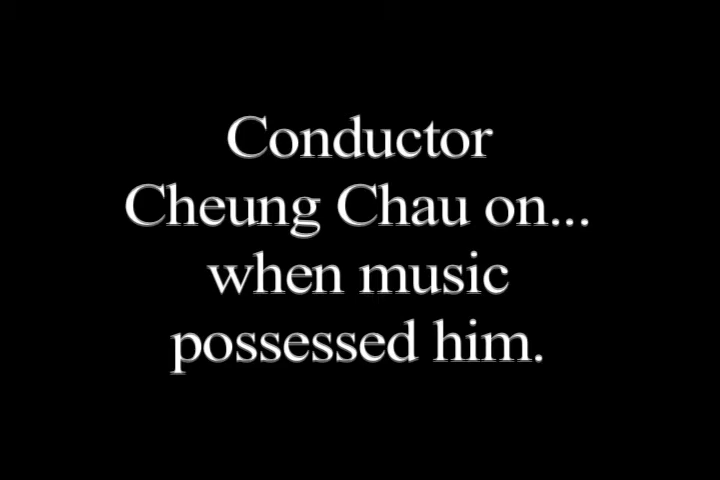 Conductor
Cheung Chau on...
when music
possessed him.